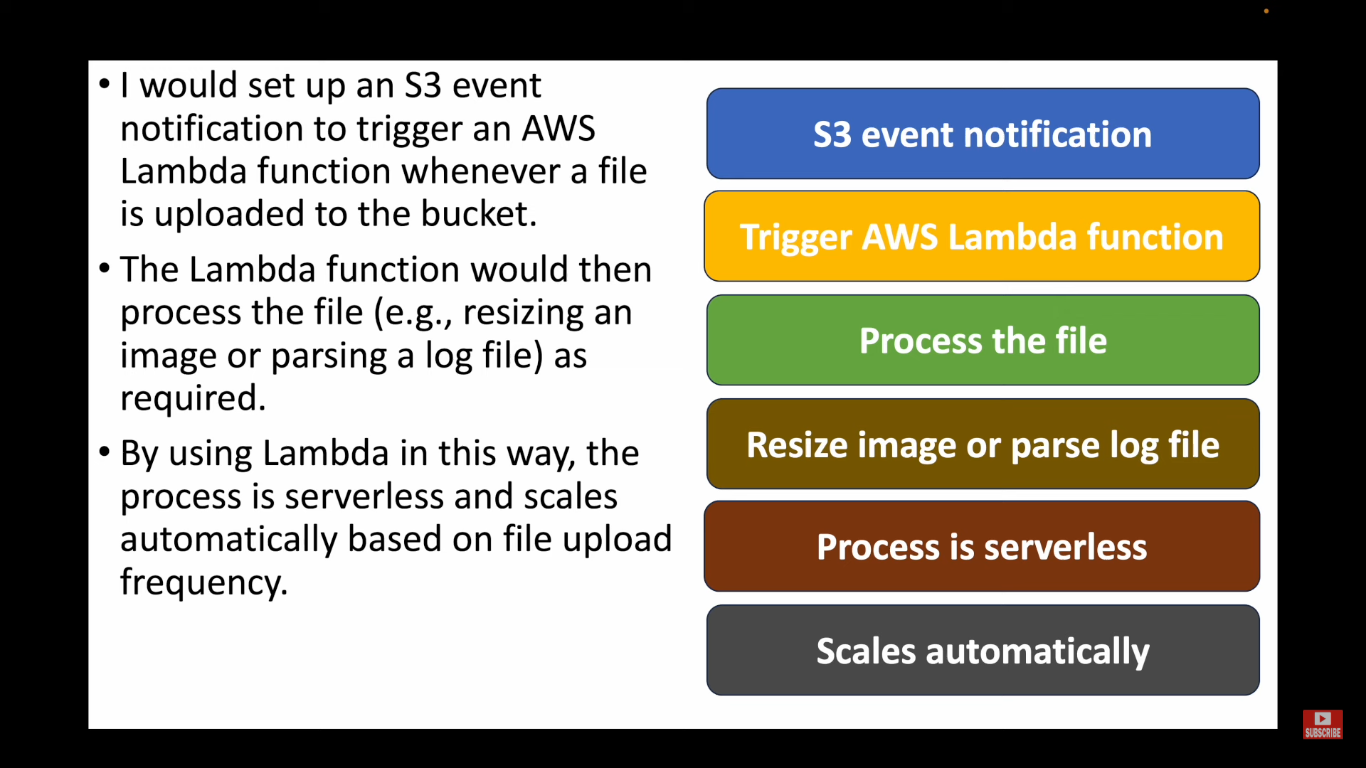 • I would set up an S3 event
notification to trigger an AWS
Lambda function whenever a file
is uploaded to the bucket.
• The Lambda function would then
process the file (e.g., resizing an
image or parsing a log file) as
required.
• By using Lambda in this way, the
process is serverless and scales
automatically based on file upload
frequency.
S3 event notification
Trigger AWS Lambda function
Process the file
Resize image or parse log file
Process is serverless
Scales automatically
SUBSCRIBE